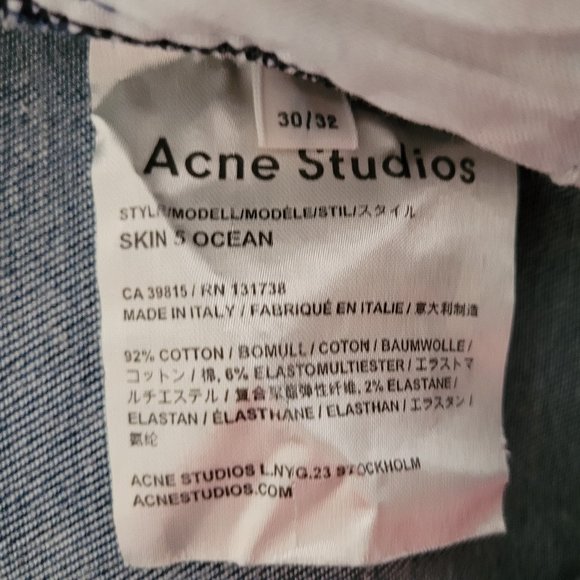 30/32
Acne Studios
STYLE/MODELL/MODÈLE/STIL/スタイル
SKIN 5 OCEAN
CA 39815 / RN 131738
MADE IN ITALY / FABRIQUÉ EN ITALIE / 意大利制造
92% COTTON / BOMULL / COTON / BAUMWOLLE /
コットン / 棉, 6% ELASTOMULTIESTER / エラストマ
ルチエステル / 复合聚酯弹性纤维, 2% ELASTANE /
ELASTAN / ÉLASTHANE / ELASTHAN / エラスタン /
氨纶
ACNE STUDIOS L.NYG.23 STOCKHOLM
ACNESTUDIOS.COM